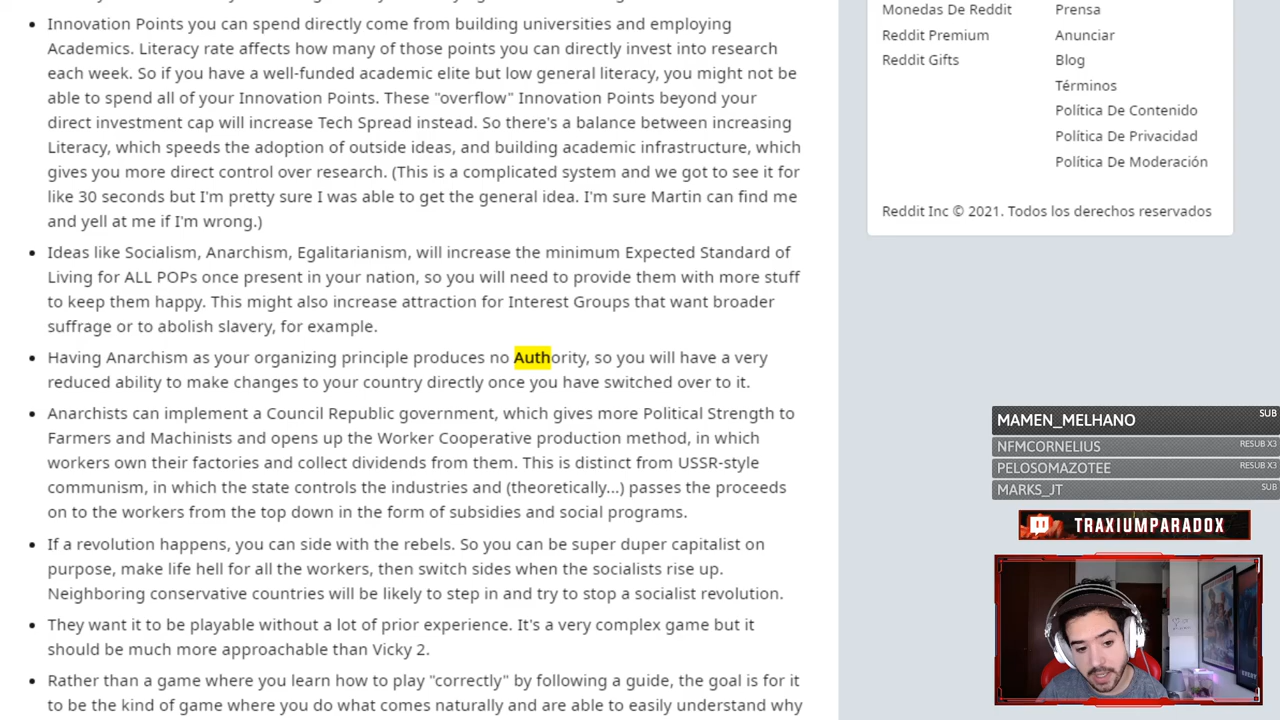 Innovation Points you can spend directly come from building universities and employing
Academics. Literacy rate affects how many of those points you can directly invest into research
each week. So if you have a well-funded academic elite but low general literacy, you might not be
able to spend all of your Innovation Points. These "overflow" Innovation Points beyond your
direct investment cap will increase Tech Spread instead. So there's a balance between increasing
Literacy, which speeds the adoption of outside ideas, and building academic infrastructure, which
gives you more direct control over research. (This is a complicated system and we got to see it for
like 30 seconds but I'm pretty sure I was able to get the general idea. I'm sure Martin can find me
and yell at me if I'm wrong.)
Ideas like Socialism, Anarchism, Egalitarianism, will increase the minimum Expected Standard of
Living for ALL POPs once present in your nation, so you will need to provide them with more stuff
to keep them happy. This might also increase attraction for Interest Groups that want broader
suffrage or to abolish slavery, for example.
Having Anarchism as your organizing principle produces no Authority, so you will have a very
reduced ability to make changes to your country directly once you have switched over to it.
Anarchists can implement a Council Republic government, which gives more Political Strength to
Farmers and Machinists and opens up the Worker Cooperative production method, in which
workers own their factories and collect dividends from them. This is distinct from USSR-style
communism, in which the state controls the industries and (theoretically...) passes the proceeds
on to the workers from the top down in the form of subsidies and social programs.
If a revolution happens, you can side with the rebels. So you can be super duper capitalist on
purpose, make life hell for all the workers, then switch sides when the socialists rise up.
Neighboring conservative countries will be likely to step in and try to stop a socialist revolution.
They want it to be playable without a lot of prior experience. It's a very complex game but it
should be much more approachable than Vicky 2.
Rather than a game where you learn how to play "correctly" by following a guide, the goal is for it
to be the kind of game where you do what comes naturally and are able to easily understand why
Monedas De Reddit
Reddit Premium
Reddit Gifts
Prensa
Anunciar
Blog
Términos
Política De Contenido
Política De Privacidad
Política De Moderación
Reddit Inc © 2021. Todos los derechos reservados
MAMEN_MELHANO SUB
NFMCORNELIUS RESUB X3
PELOSOMAZOTEE RESUB X3
MARKS_JT SUB
TRAXIUMPARADOX